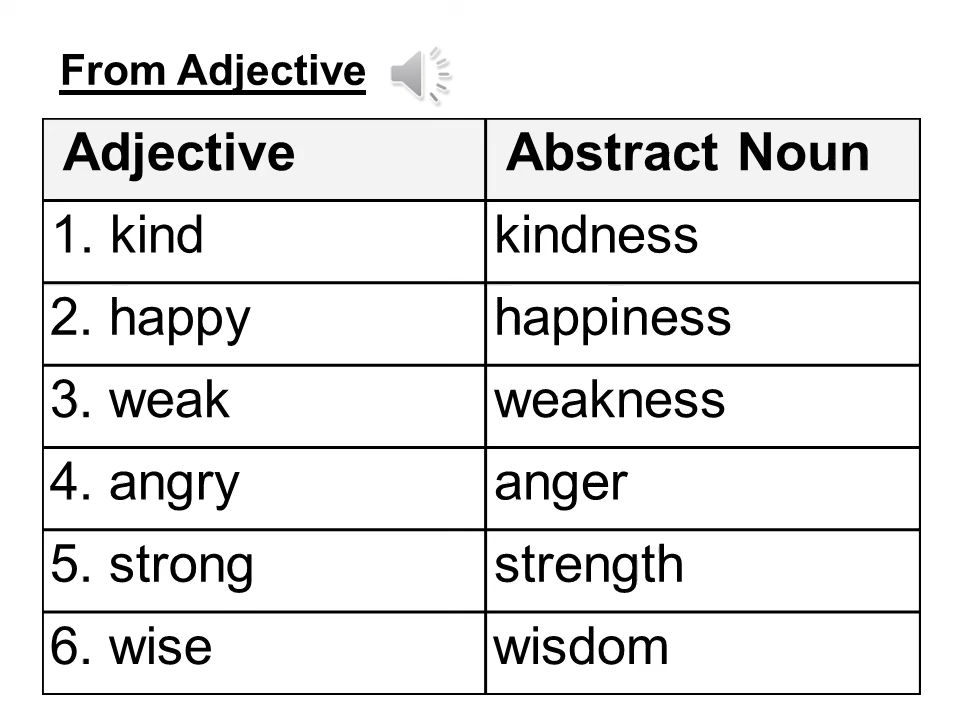 From Adjective
Adjective Abstract Noun
1. kind kindness
2. happy happiness
3. weak weakness
4. angry anger
5. strong strength
6. wise wisdom